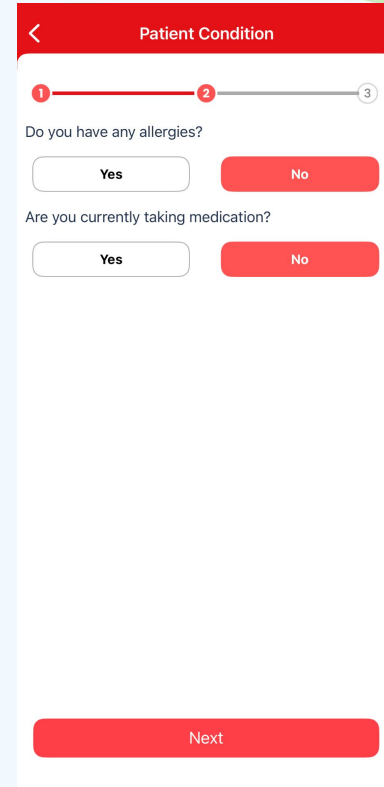 Patient Condition
1 2 3
Do you have any allergies?
Yes No
Are you currently taking medication?
Yes No
Next